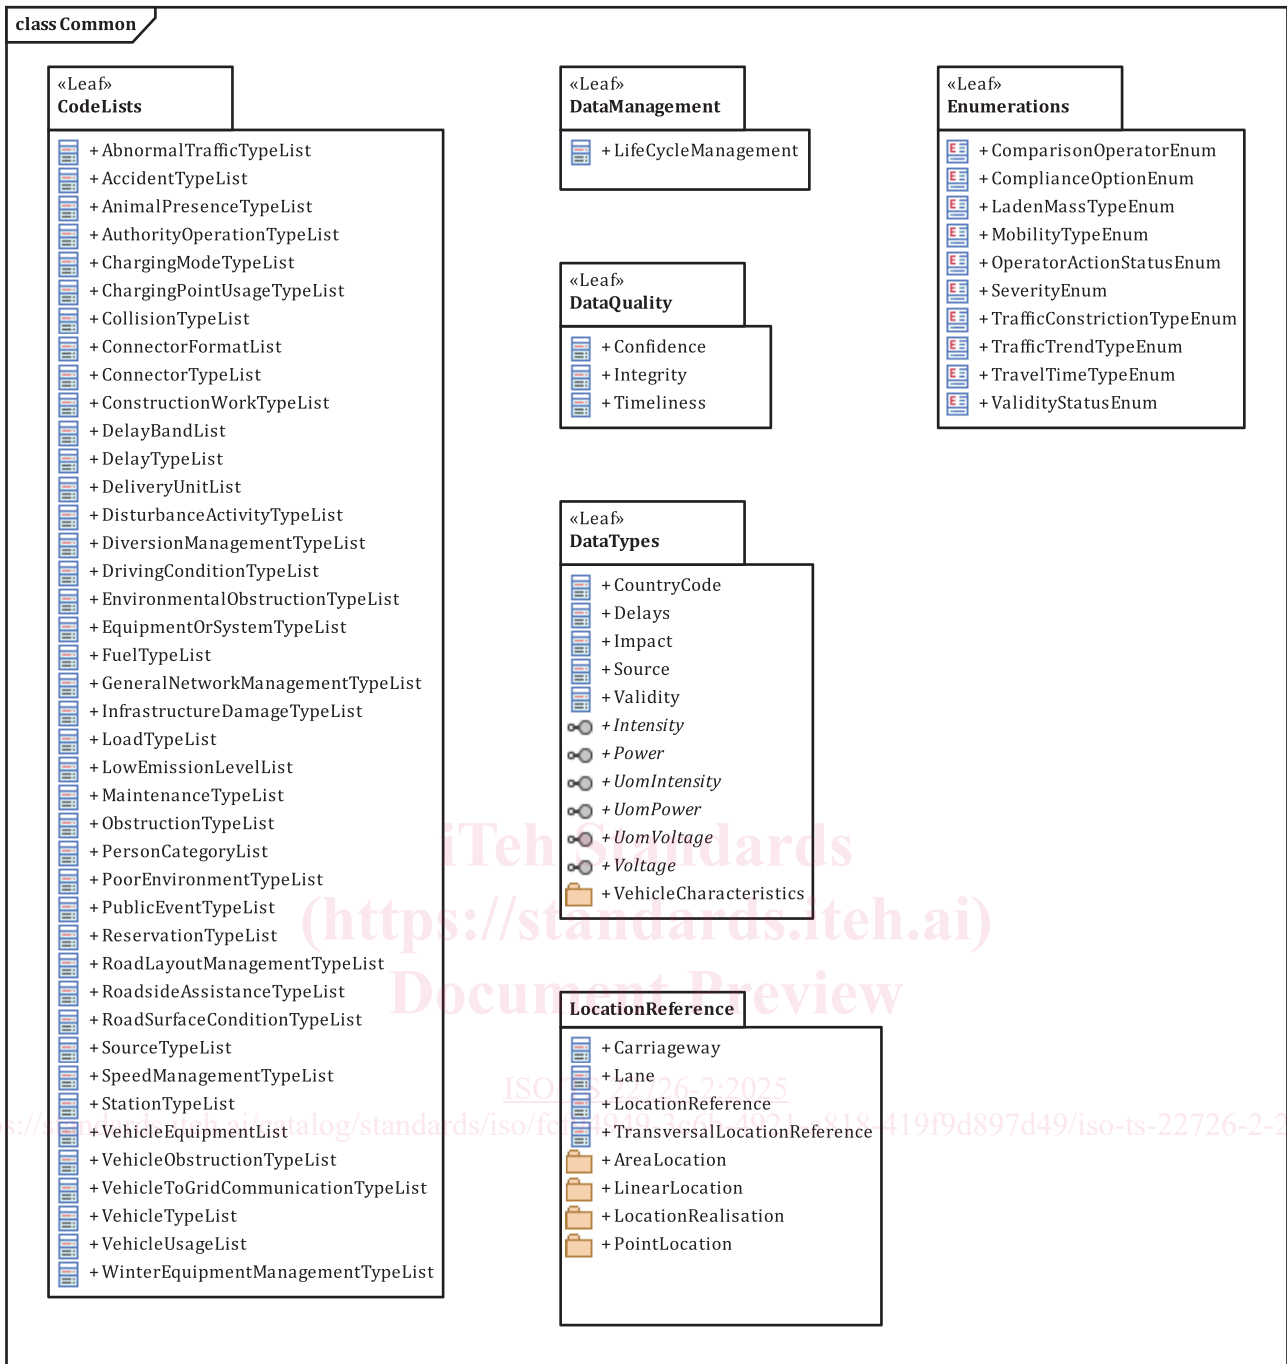 class Common
«Leaf»
CodeLists
+ AbnormalTrafficTypeList
+ AccidentTypeList
+ AnimalPresenceTypeList
+ AuthorityOperationTypeList
+ ChargingModeTypeList
+ ChargingPointUsageTypeList
+ CollisionTypeList
+ ConnectorFormatList
+ ConnectorTypeList
+ ConstructionWorkTypeList
+ DelayBandList
+ DelayTypeList
+ DeliveryUnitList
+ DisturbanceActivityTypeList
+ DiversionManagementTypeList
+ DrivingConditionTypeList
+ EnvironmentalObstructionTypeList
+ EquipmentOrSystemTypeList
+ FuelTypeList
+ GeneralNetworkManagementTypeList
+ InfrastructureDamageTypeList
+ LoadTypeList
+ LowEmissionLevelList
+ MaintenanceTypeList
+ ObstructionTypeList
+ PersonCategoryList
+ PoorEnvironmentTypeList
+ PublicEventTypeList
+ ReservationTypeList
+ RoadLayoutManagementTypeList
+ RoadsideAssistanceTypeList
+ RoadSurfaceConditionTypeList
+ SourceTypeList
+ SpeedManagementTypeList
+ StationTypeList
+ VehicleEquipmentList
+ VehicleObstructionTypeList
+ VehicleToGridCommunicationTypeList
+ VehicleTypeList
+ VehicleUsageList
+ WinterEquipmentManagementTypeList
«Leaf»
DataManagement
+ LifeCycleManagement
«Leaf»
DataQuality
+ Confidence
+ Integrity
+ Timeliness
«Leaf»
DataTypes
+ CountryCode
+ Delays
+ Impact
+ Source
+ Validity
+ Intensity
+ Power
+ UomIntensity
+ UomPower
+ UomVoltage
+ Voltage
+ VehicleCharacteristics
LocationReference
+ Carriageway
+ Lane
+ LocationReference
+ TransversalLocationReference
+ AreaLocation
+ LinearLocation
+ LocationRealisation
+ PointLocation
«Leaf»
Enumerations
+ ComparisonOperatorEnum
+ ComplianceOptionEnum
+ LadenMassTypeEnum
+ MobilityTypeEnum
+ OperatorActionStatusEnum
+ SeverityEnum
+ TrafficConstrictionTypeEnum
+ TrafficTrendTypeEnum
+ TravelTimeTypeEnum
+ ValidityStatusEnum
iTeh Standards
(https://standards.iteh.ai)
Document Preview
ISO/TS 22726-2:2025